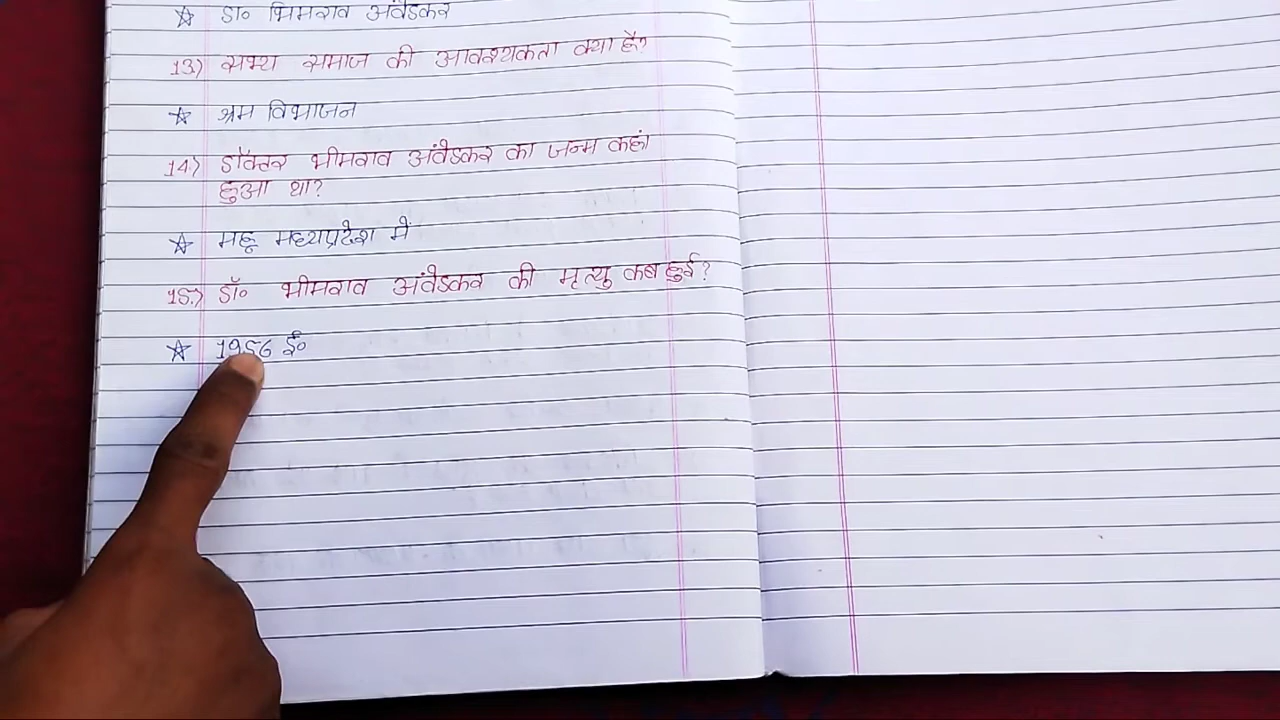 ☆ डा० भिमराव अंवेडकर
13.) सभ्य समाज की आवश्यकता क्या है?
☆ श्रम विभाजन
14.) डॉक्टर भीमराव अंवेडकर का जन्म कहां
हुआ था?
☆ महू मध्यप्रदेश में
15.) डॉ० भीमराव अंवेडकर की मृत्यु कब हुई?
☆ 1956 ई०